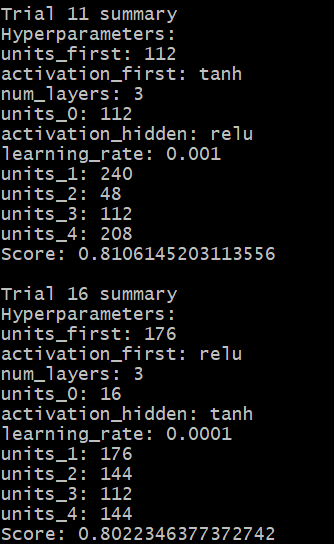 Trial 11 summary
Hyperparameters:
units_first: 112
activation_first: tanh
num_layers: 3
units_0: 112
activation_hidden: relu
learning_rate: 0.001
units_1: 240
units_2: 48
units_3: 112
units_4: 208
Score: 0.8106145203113556
Trial 16 summary
Hyperparameters:
units_first: 176
activation_first: relu
num_layers: 3
units_0: 16
activation_hidden: tanh
learning_rate: 0.0001
units_1: 176
units_2: 144
units_3: 112
units_4: 144
Score: 0.8022346377372742